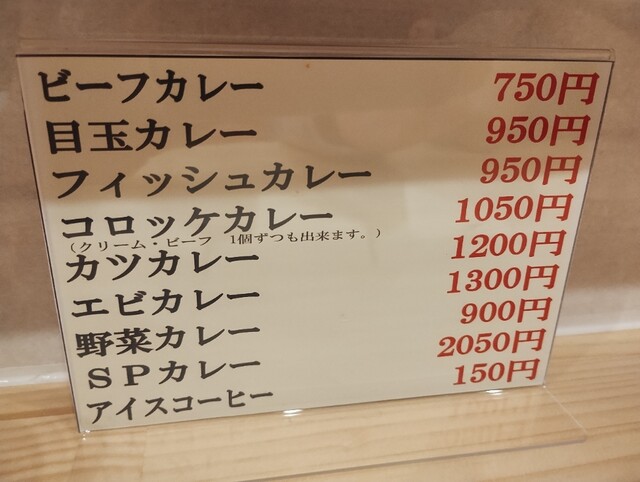 ビーフカレー 750円
目玉カレー 950円
フィッシュカレー 950円
コロッケカレー 1050円
（クリーム・ビーフ　1個ずつも出来ます。）
カツカレー 1200円
エビカレー 1300円
野菜カレー 900円
ＳＰカレー 2050円
アイスコーヒー 150円